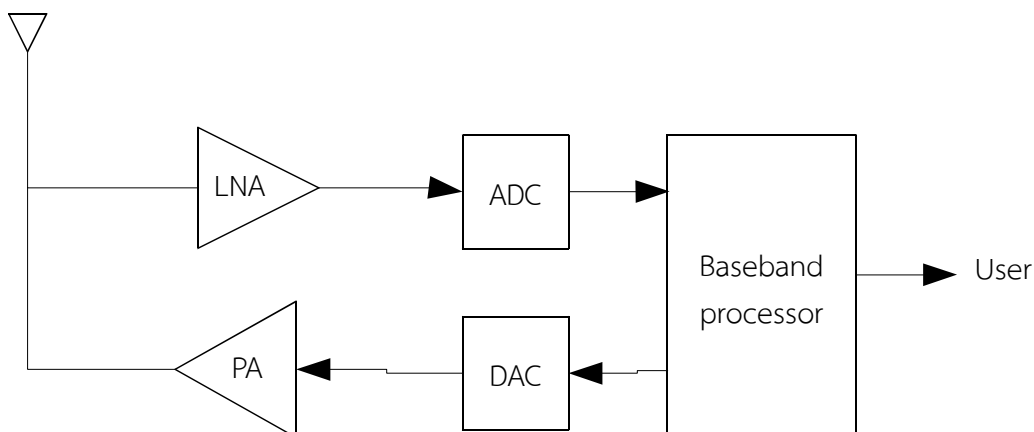 LNA
ADC
Baseband
processor
User
PA
DAC